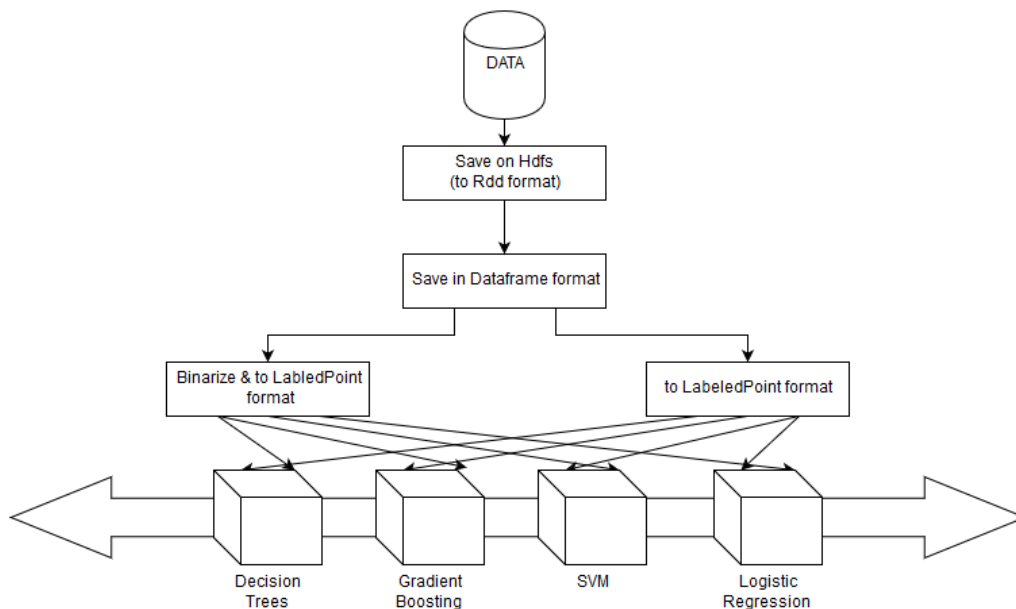 DATA
Save on Hdfs
(to Rdd format)
Save in Dataframe format
Binarize & to LabledPoint
format
to LabeledPoint format
Decision
Trees
Gradient
Boosting
SVM
Logistic
Regression